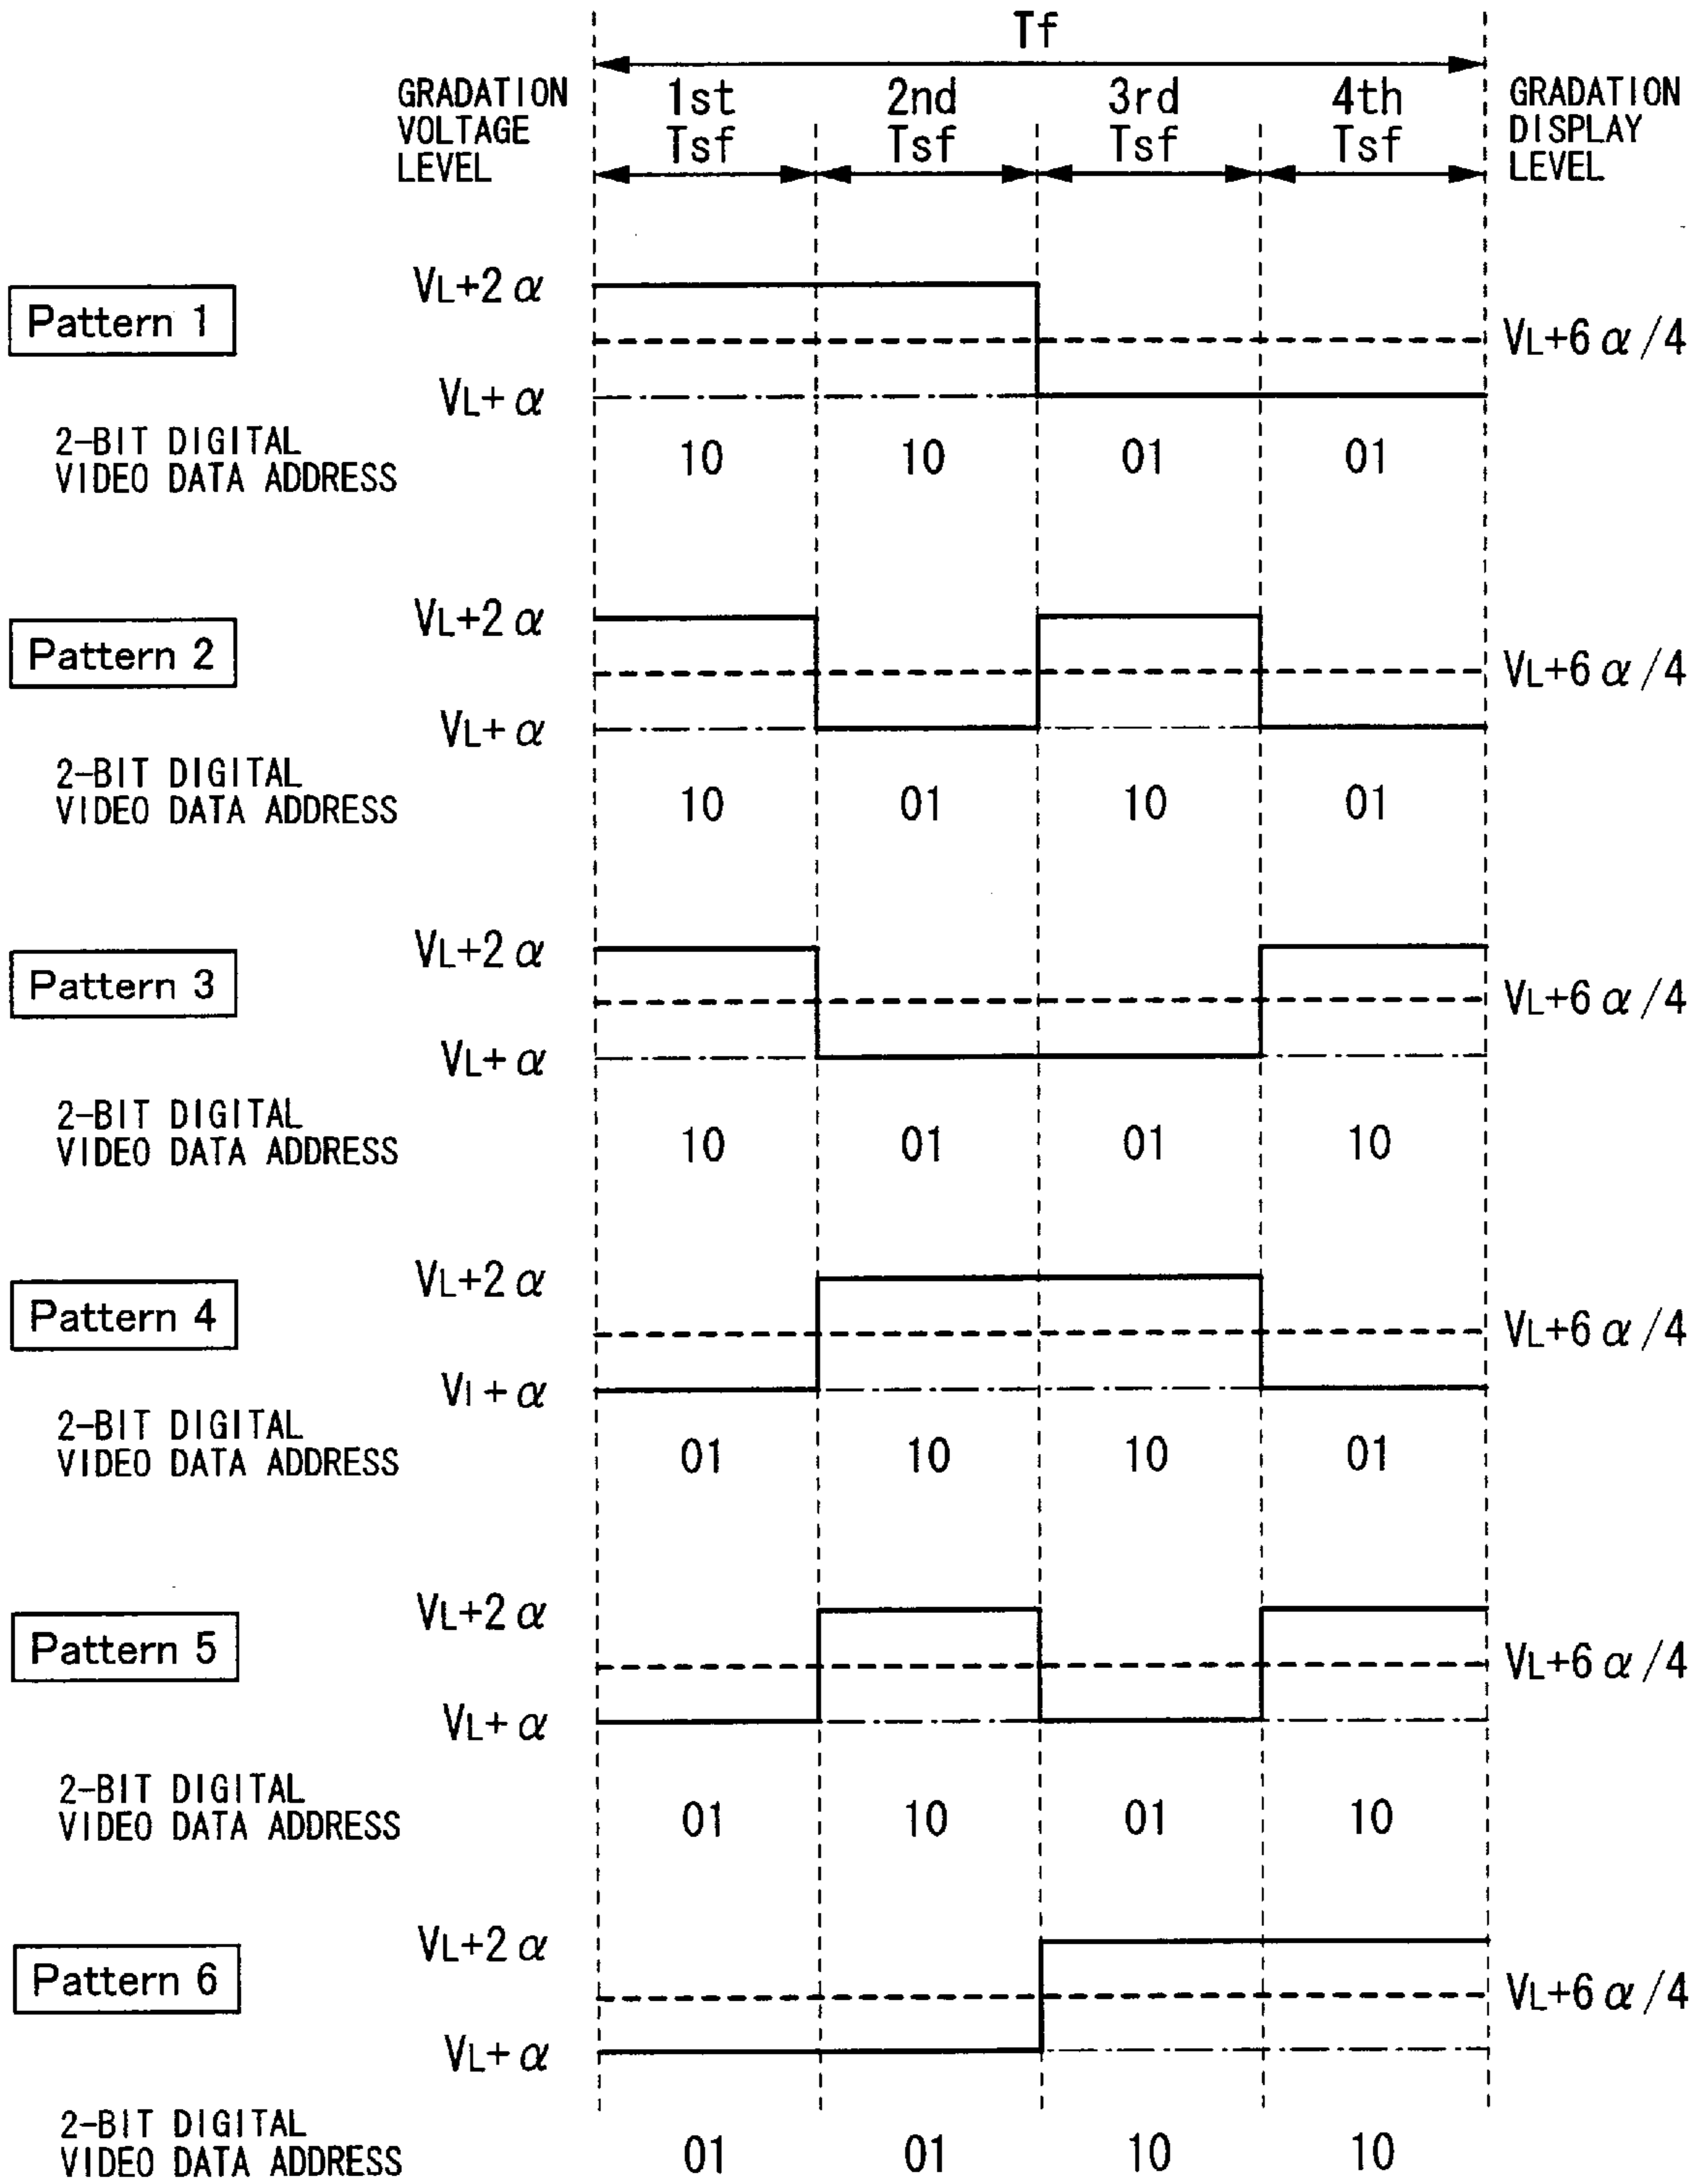 Tf
GRADATION
VOLTAGE
LEVEL
1st
Tsf
2nd
Tsf
3rd
Tsf
4th
Tsf
GRADATION
DISPLAY
LEVEL
Pattern 1
VL+2α
VL+α
VL+6α/4
2-BIT DIGITAL
VIDEO DATA ADDRESS
10 10 01 01
Pattern 2
VL+2α
VL+α
VL+6α/4
2-BIT DIGITAL
VIDEO DATA ADDRESS
10 01 10 01
Pattern 3
VL+2α
VL+α
VL+6α/4
2-BIT DIGITAL
VIDEO DATA ADDRESS
10 01 01 10
Pattern 4
VL+2α
VI+α
VL+6α/4
2-BIT DIGITAL
VIDEO DATA ADDRESS
01 10 10 01
Pattern 5
VL+2α
VL+α
VL+6α/4
2-BIT DIGITAL
VIDEO DATA ADDRESS
01 10 01 10
Pattern 6
VL+2α
VL+α
VL+6α/4
2-BIT DIGITAL
VIDEO DATA ADDRESS
01 01 10 10